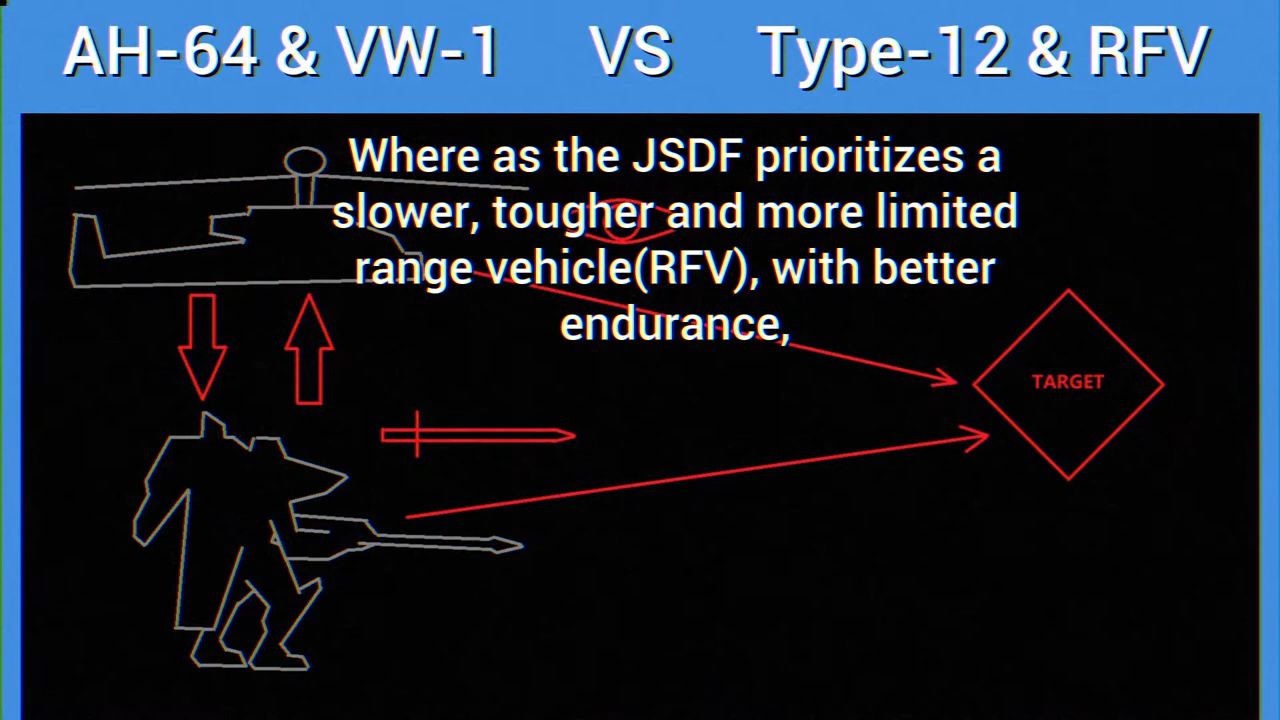 AH-64 & VW-1 VS Type-12 & RFV
Where as the JSDF prioritizes a
slower, tougher and more limited
range vehicle(RFV), with better
endurance,
TARGET